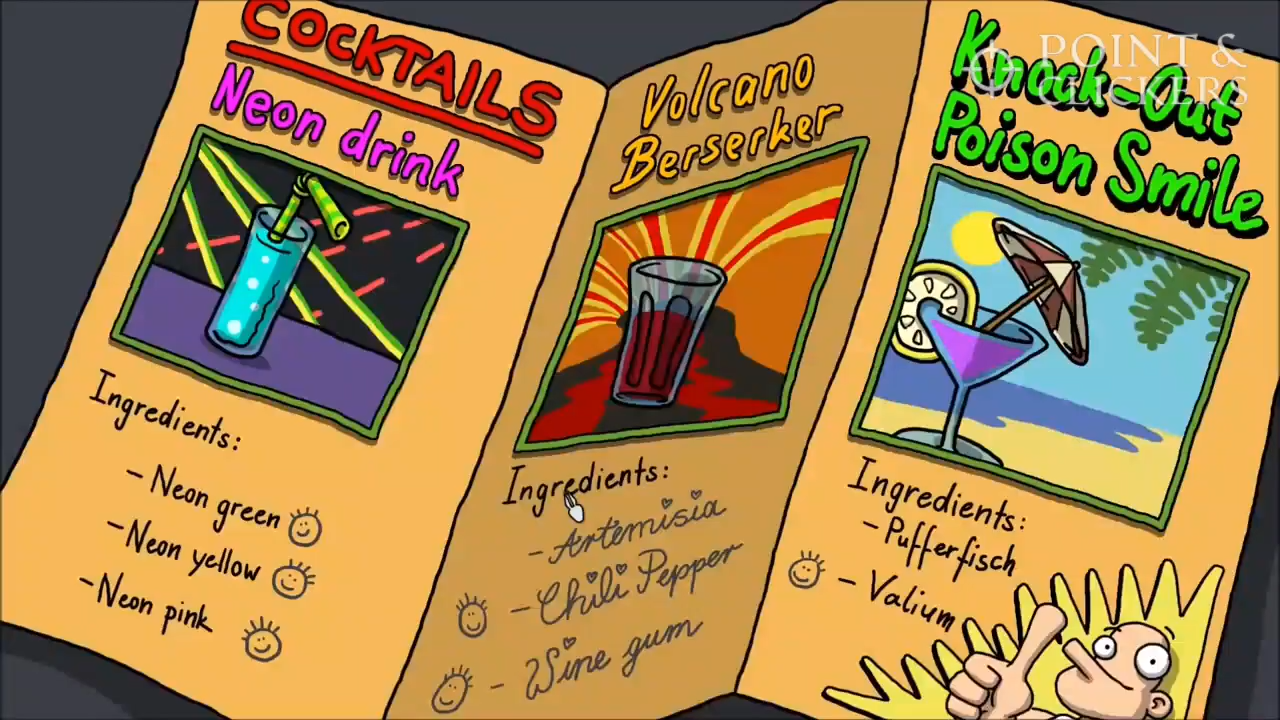 COCKTAILS
Neon drink
Ingredients:
- Neon green
- Neon yellow
- Neon pink
Volcano
Berserker
Ingredients:
- Artemisia
- Chili Pepper
- Wine gum
Knock-Out
Poison Smile
Ingredients:
- Pufferfisch
- Valium
POINT &
CLICKERS